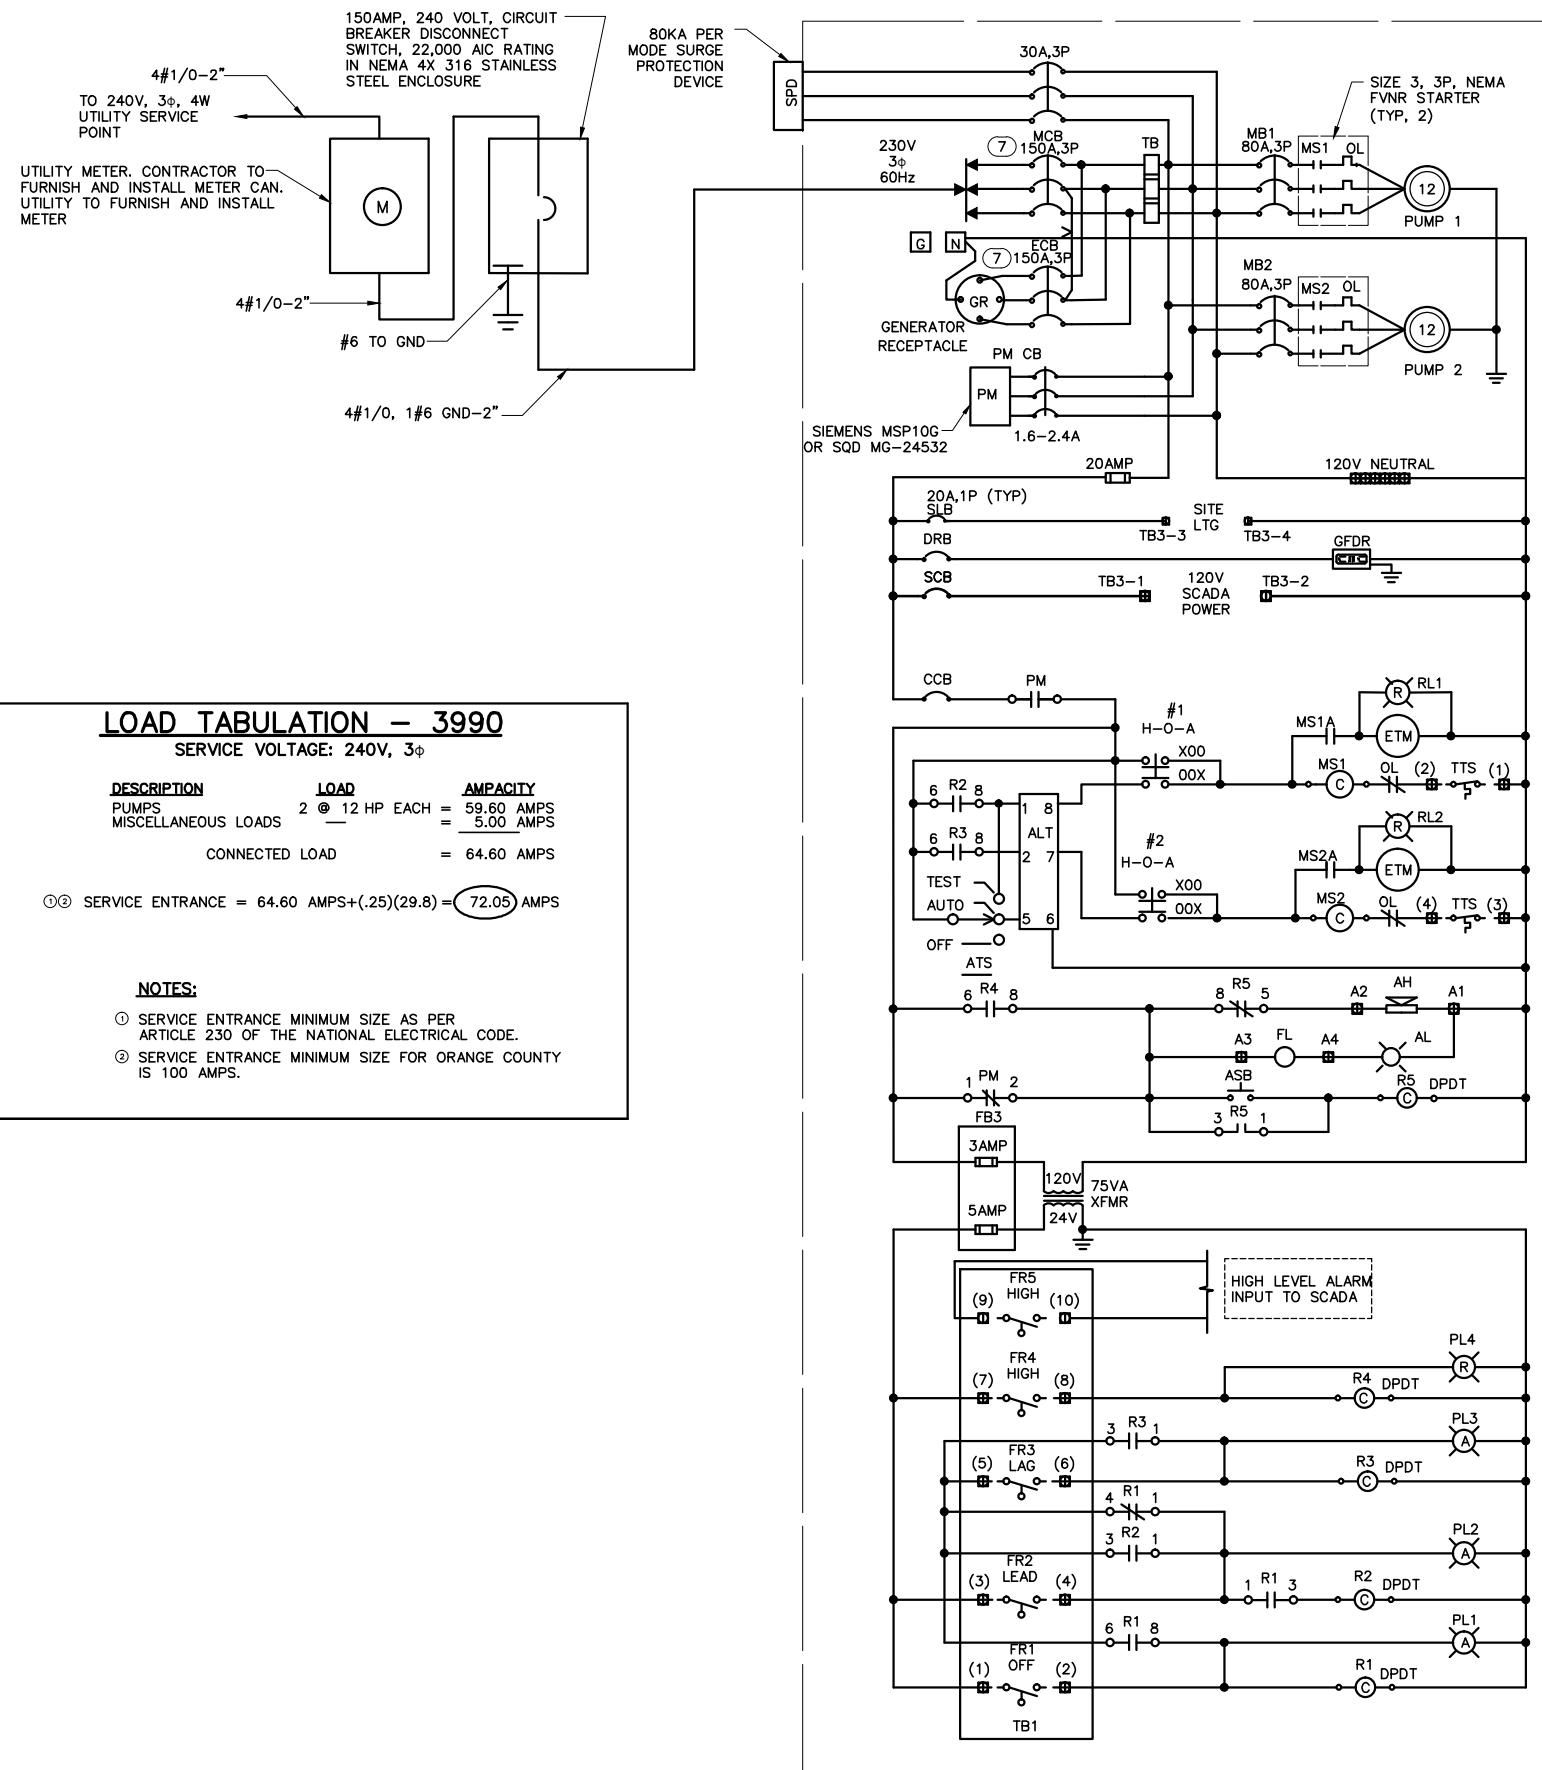 150AMP, 240 VOLT, CIRCUIT
BREAKER DISCONNECT
SWITCH, 22,000 AIC RATING
IN NEMA 4X 316 STAINLESS
STEEL ENCLOSURE
4#1/0-2"
TO 240V, 3ϕ, 4W
UTILITY SERVICE
POINT
UTILITY METER. CONTRACTOR TO
FURNISH AND INSTALL METER CAN.
UTILITY TO FURNISH AND INSTALL
METER
M
4#1/0-2"
#6 TO GND
4#1/0, 1#6 GND-2"
80KA PER
MODE SURGE
PROTECTION
DEVICE
SPD
30A,3P
SIZE 3, 3P, NEMA
FVNR STARTER
(TYP, 2)
230V
3ϕ
60Hz
7
MCB
150A,3P
TB
MB1
80A,3P
MS1
OL
12
PUMP 1
G
N
ECB
7
150A,3P
GR
GENERATOR
RECEPTACLE
MB2
80A,3P
MS2
OL
12
PUMP 2
PM CB
PM
1.6-2.4A
SIEMENS MSP10G
OR SQD MG-24532
20AMP
120V NEUTRAL
20A,1P (TYP)
SLB
TB3-3
SITE
LTG
TB3-4
DRB
GFDR
SCB
TB3-1
120V
SCADA
POWER
TB3-2
CCB
PM
RL1
R
#1
H-O-A
MS1A
ETM
XOO
OOX
MS1
C
OL
(2)
TTS
(1)
6
R2
8
1
8
ALT
RL2
R
6
R3
8
2
7
#2
H-O-A
MS2A
ETM
TEST
XOO
OOX
MS2
C
OL
(4)
TTS
(3)
AUTO
5
6
OFF
ATS
6
R4
8
8
R5
5
A2
AH
A1
A3
FL
A4
AL
1
PM
2
ASB
R5
DPDT
C
3
R5
1
FB3
3AMP
120V
75VA
XFMR
5AMP
24V
FR5
HIGH
(9)
(10)
HIGH LEVEL ALARM
INPUT TO SCADA
PL4
R
FR4
HIGH
(7)
(8)
R4
DPDT
C
3
R3
1
PL3
A
FR3
LAG
(5)
(6)
R3
DPDT
C
4
R1
1
3
R2
1
PL2
A
FR2
LEAD
(3)
(4)
1
R1
3
R2
DPDT
C
6
R1
8
PL1
A
FR1
OFF
(1)
(2)
R1
DPDT
C
TB1
LOAD TABULATION - 3990
SERVICE VOLTAGE: 240V, 3ϕ
DESCRIPTION LOAD AMPACITY
PUMPS 2 @ 12 HP EACH = 59.60 AMPS
MISCELLANEOUS LOADS — = 5.00 AMPS
CONNECTED LOAD = 64.60 AMPS
①② SERVICE ENTRANCE = 64.60 AMPS+(.25)(29.8) = 72.05 AMPS
NOTES:
① SERVICE ENTRANCE MINIMUM SIZE AS PER
ARTICLE 230 OF THE NATIONAL ELECTRICAL CODE.
② SERVICE ENTRANCE MINIMUM SIZE FOR ORANGE COUNTY
IS 100 AMPS.